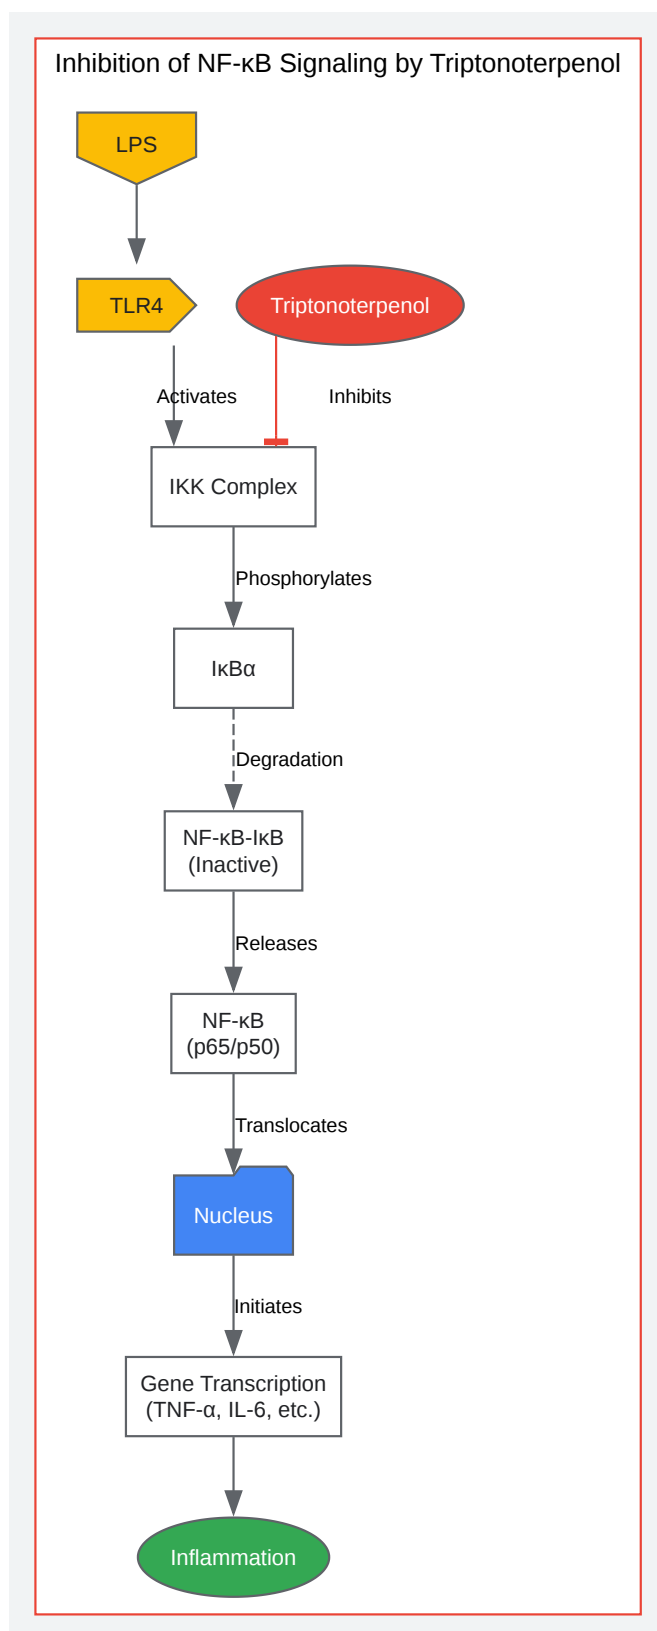 Inhibition of NF-κB Signaling by Triptonoterpenol
LPS
TLR4
Triptonoterpenol
Activates
Inhibits
IKK Complex
Phosphorylates
IκBα
Degradation
NF-κB-IκB
(Inactive)
Releases
NF-κB
(p65/p50)
Translocates
Nucleus
Initiates
Gene Transcription
(TNF-α, IL-6, etc.)
Inflammation